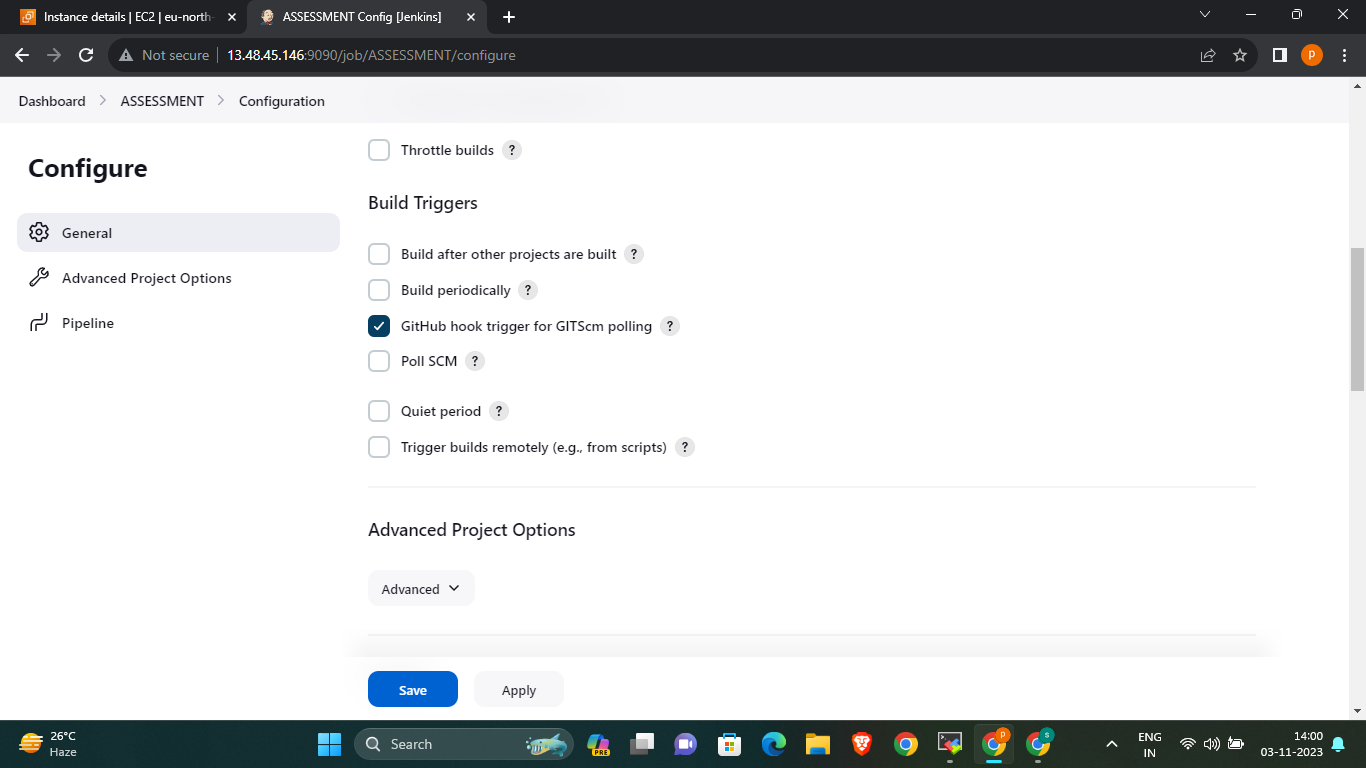 Instance details | EC2 | eu-north-
ASSESSMENT Config [Jenkins]
Not secure
13.48.45.146:9090/job/ASSESSMENT/configure
P
Dashboard
ASSESSMENT
Configuration
Configure
General
Advanced Project Options
Pipeline
Throttle builds ?
Build Triggers
Build after other projects are built ?
Build periodically ?
GitHub hook trigger for GITScm polling ?
Poll SCM ?
Quiet period ?
Trigger builds remotely (e.g., from scripts) ?
Advanced Project Options
Advanced
Save
Apply
26°C
Haze
Search
PRE
P
S
ENG
IN
14:00
03-11-2023